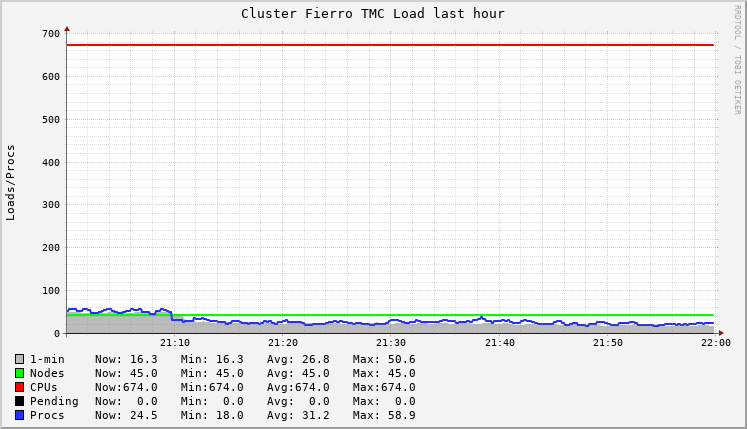 Cluster Fierro TMC Load last hour
RRDTOOL / TOBI OETIKER
Loads/Procs
700
600
500
400
300
200
100
0
21:10 21:20 21:30 21:40 21:50 22:00
1-min Now: 16.3 Min: 16.3 Avg: 26.8 Max: 50.6
Nodes Now: 45.0 Min: 45.0 Avg: 45.0 Max: 45.0
CPUs Now:674.0 Min:674.0 Avg:674.0 Max:674.0
Pending Now: 0.0 Min: 0.0 Avg: 0.0 Max: 0.0
Procs Now: 24.5 Min: 18.0 Avg: 31.2 Max: 58.9